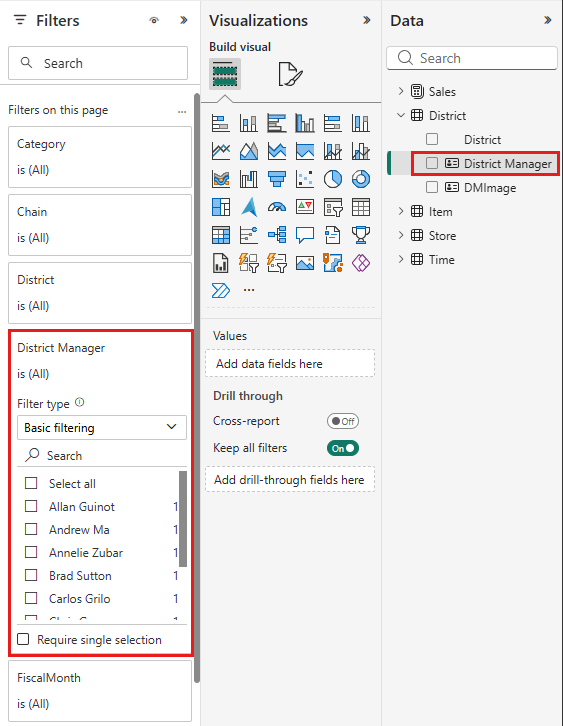 Filters
Search
Filters on this page
...
Category
is (All)
Chain
is (All)
District
is (All)
District Manager
is (All)
Filter type
Basic filtering
Search
Select all
Allan Guinot 1
Andrew Ma 1
Annelie Zubar 1
Brad Sutton 1
Carlos Grilo 1
Require single selection
FiscalMonth
is (All)
Visualizations
Build visual
...
Values
Add data fields here
Drill through
Cross-report Off
Keep all filters On
Add drill-through fields here
Data
Search
Sales
District
District
District Manager
DMImage
Item
Store
Time